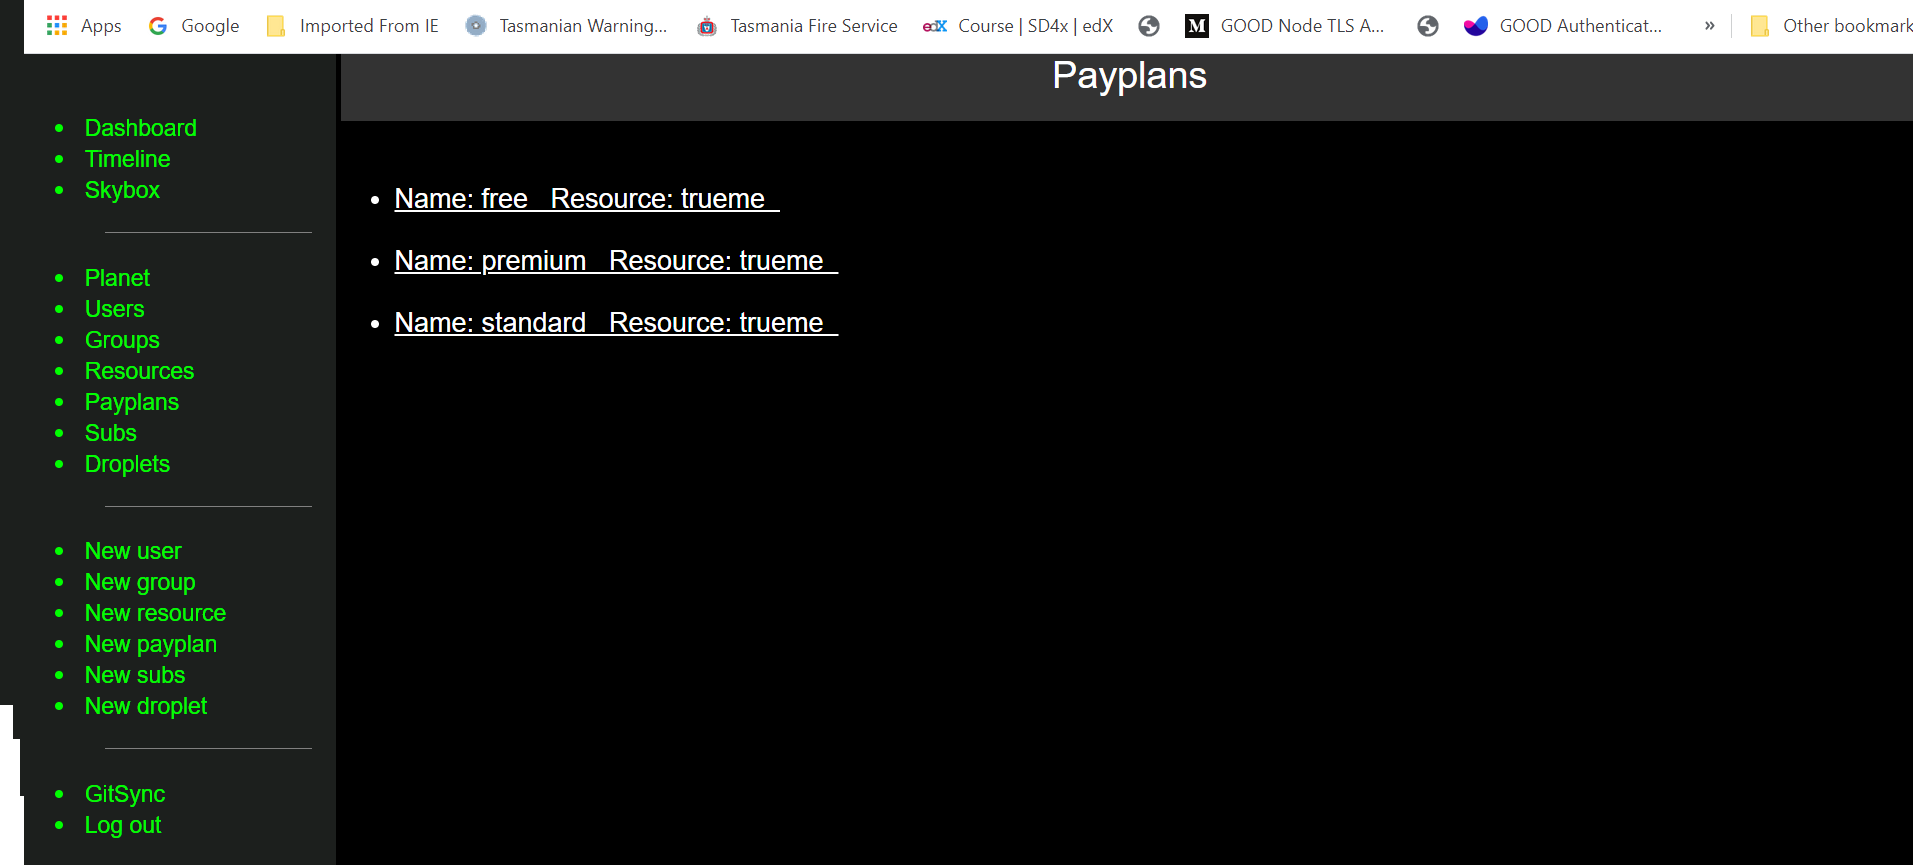 Apps Google Imported From IE Tasmanian Warning... Tasmania Fire Service edX Course | SD4x | edX M GOOD Node TLS A... GOOD Authenticat... » Other bookmark
Payplans
Dashboard
Timeline
Skybox
Planet
Users
Groups
Resources
Payplans
Subs
Droplets
New user
New group
New resource
New payplan
New subs
New droplet
GitSync
Log out
Name: free Resource: trueme
Name: premium Resource: trueme
Name: standard Resource: trueme